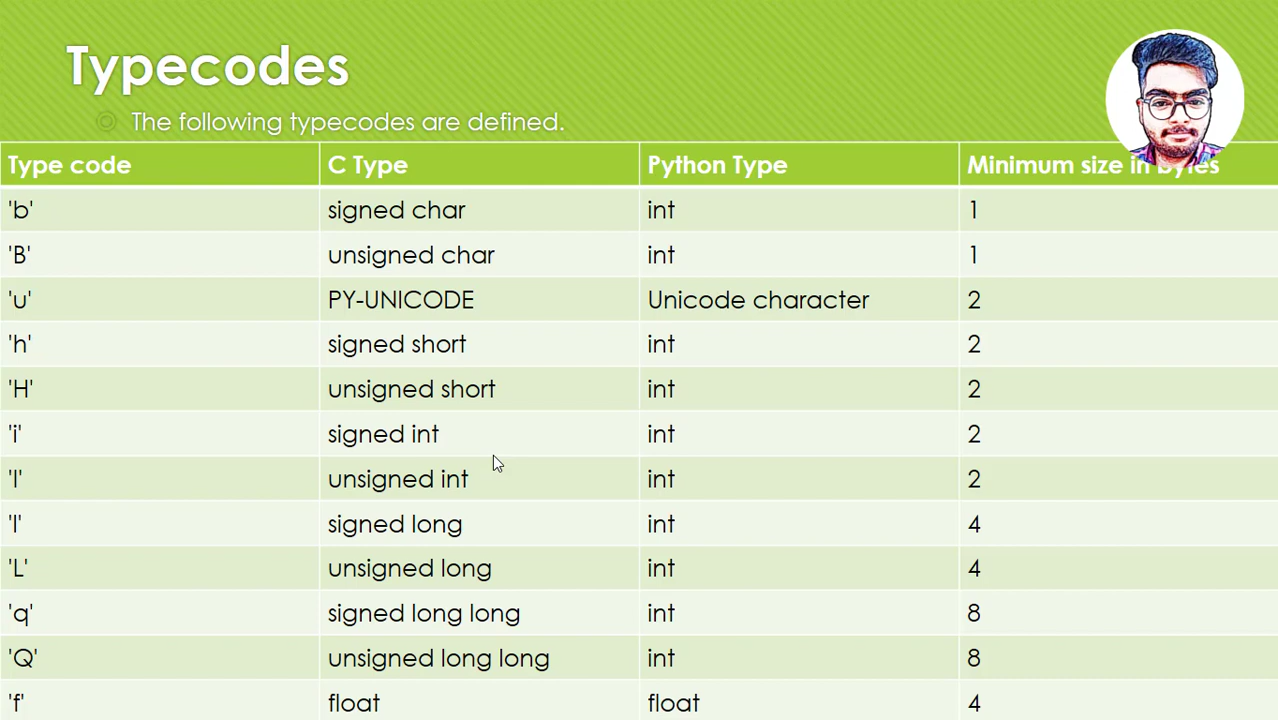 Typecodes
The following typecodes are defined.
Type code C Type Python Type Minimum size in bytes
'b' signed char int 1
'B' unsigned char int 1
'u' PY-UNICODE Unicode character 2
'h' signed short int 2
'H' unsigned short int 2
'i' signed int int 2
'I' unsigned int int 2
'l' signed long int 4
'L' unsigned long int 4
'q' signed long long int 8
'Q' unsigned long long int 8
'f' float float 4